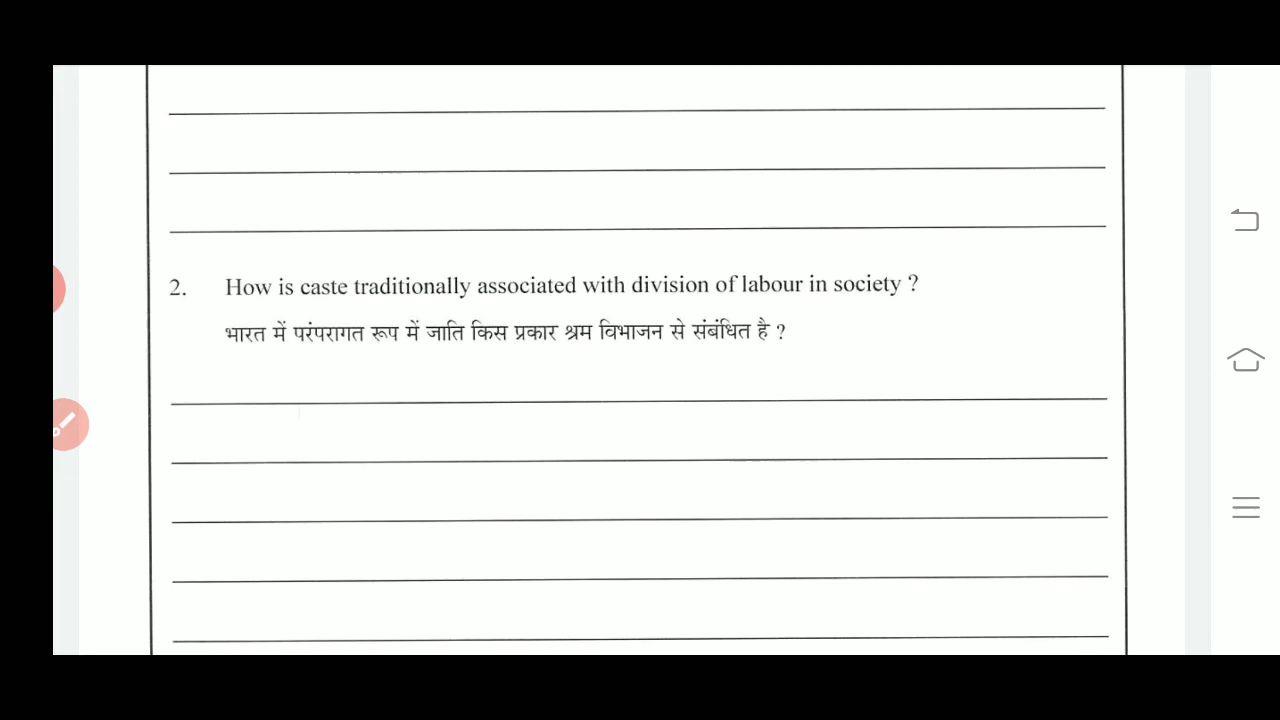 2. How is caste traditionally associated with division of labour in society ?
भारत में परंपरागत रूप में जाति किस प्रकार श्रम विभाजन से संबंधित है ?